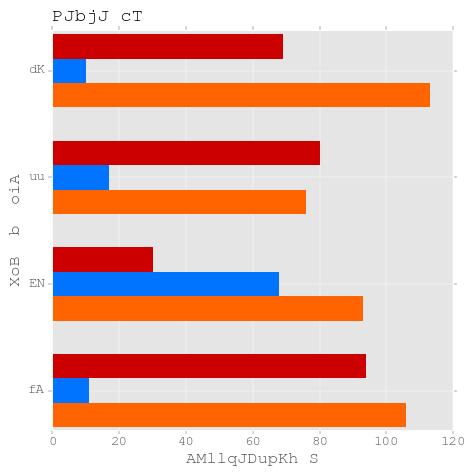 PJbjJ cT
dK
uu
EN
fA
XoB b oiA
0 20 40 60 80 100 120
AMllqJDupKh S